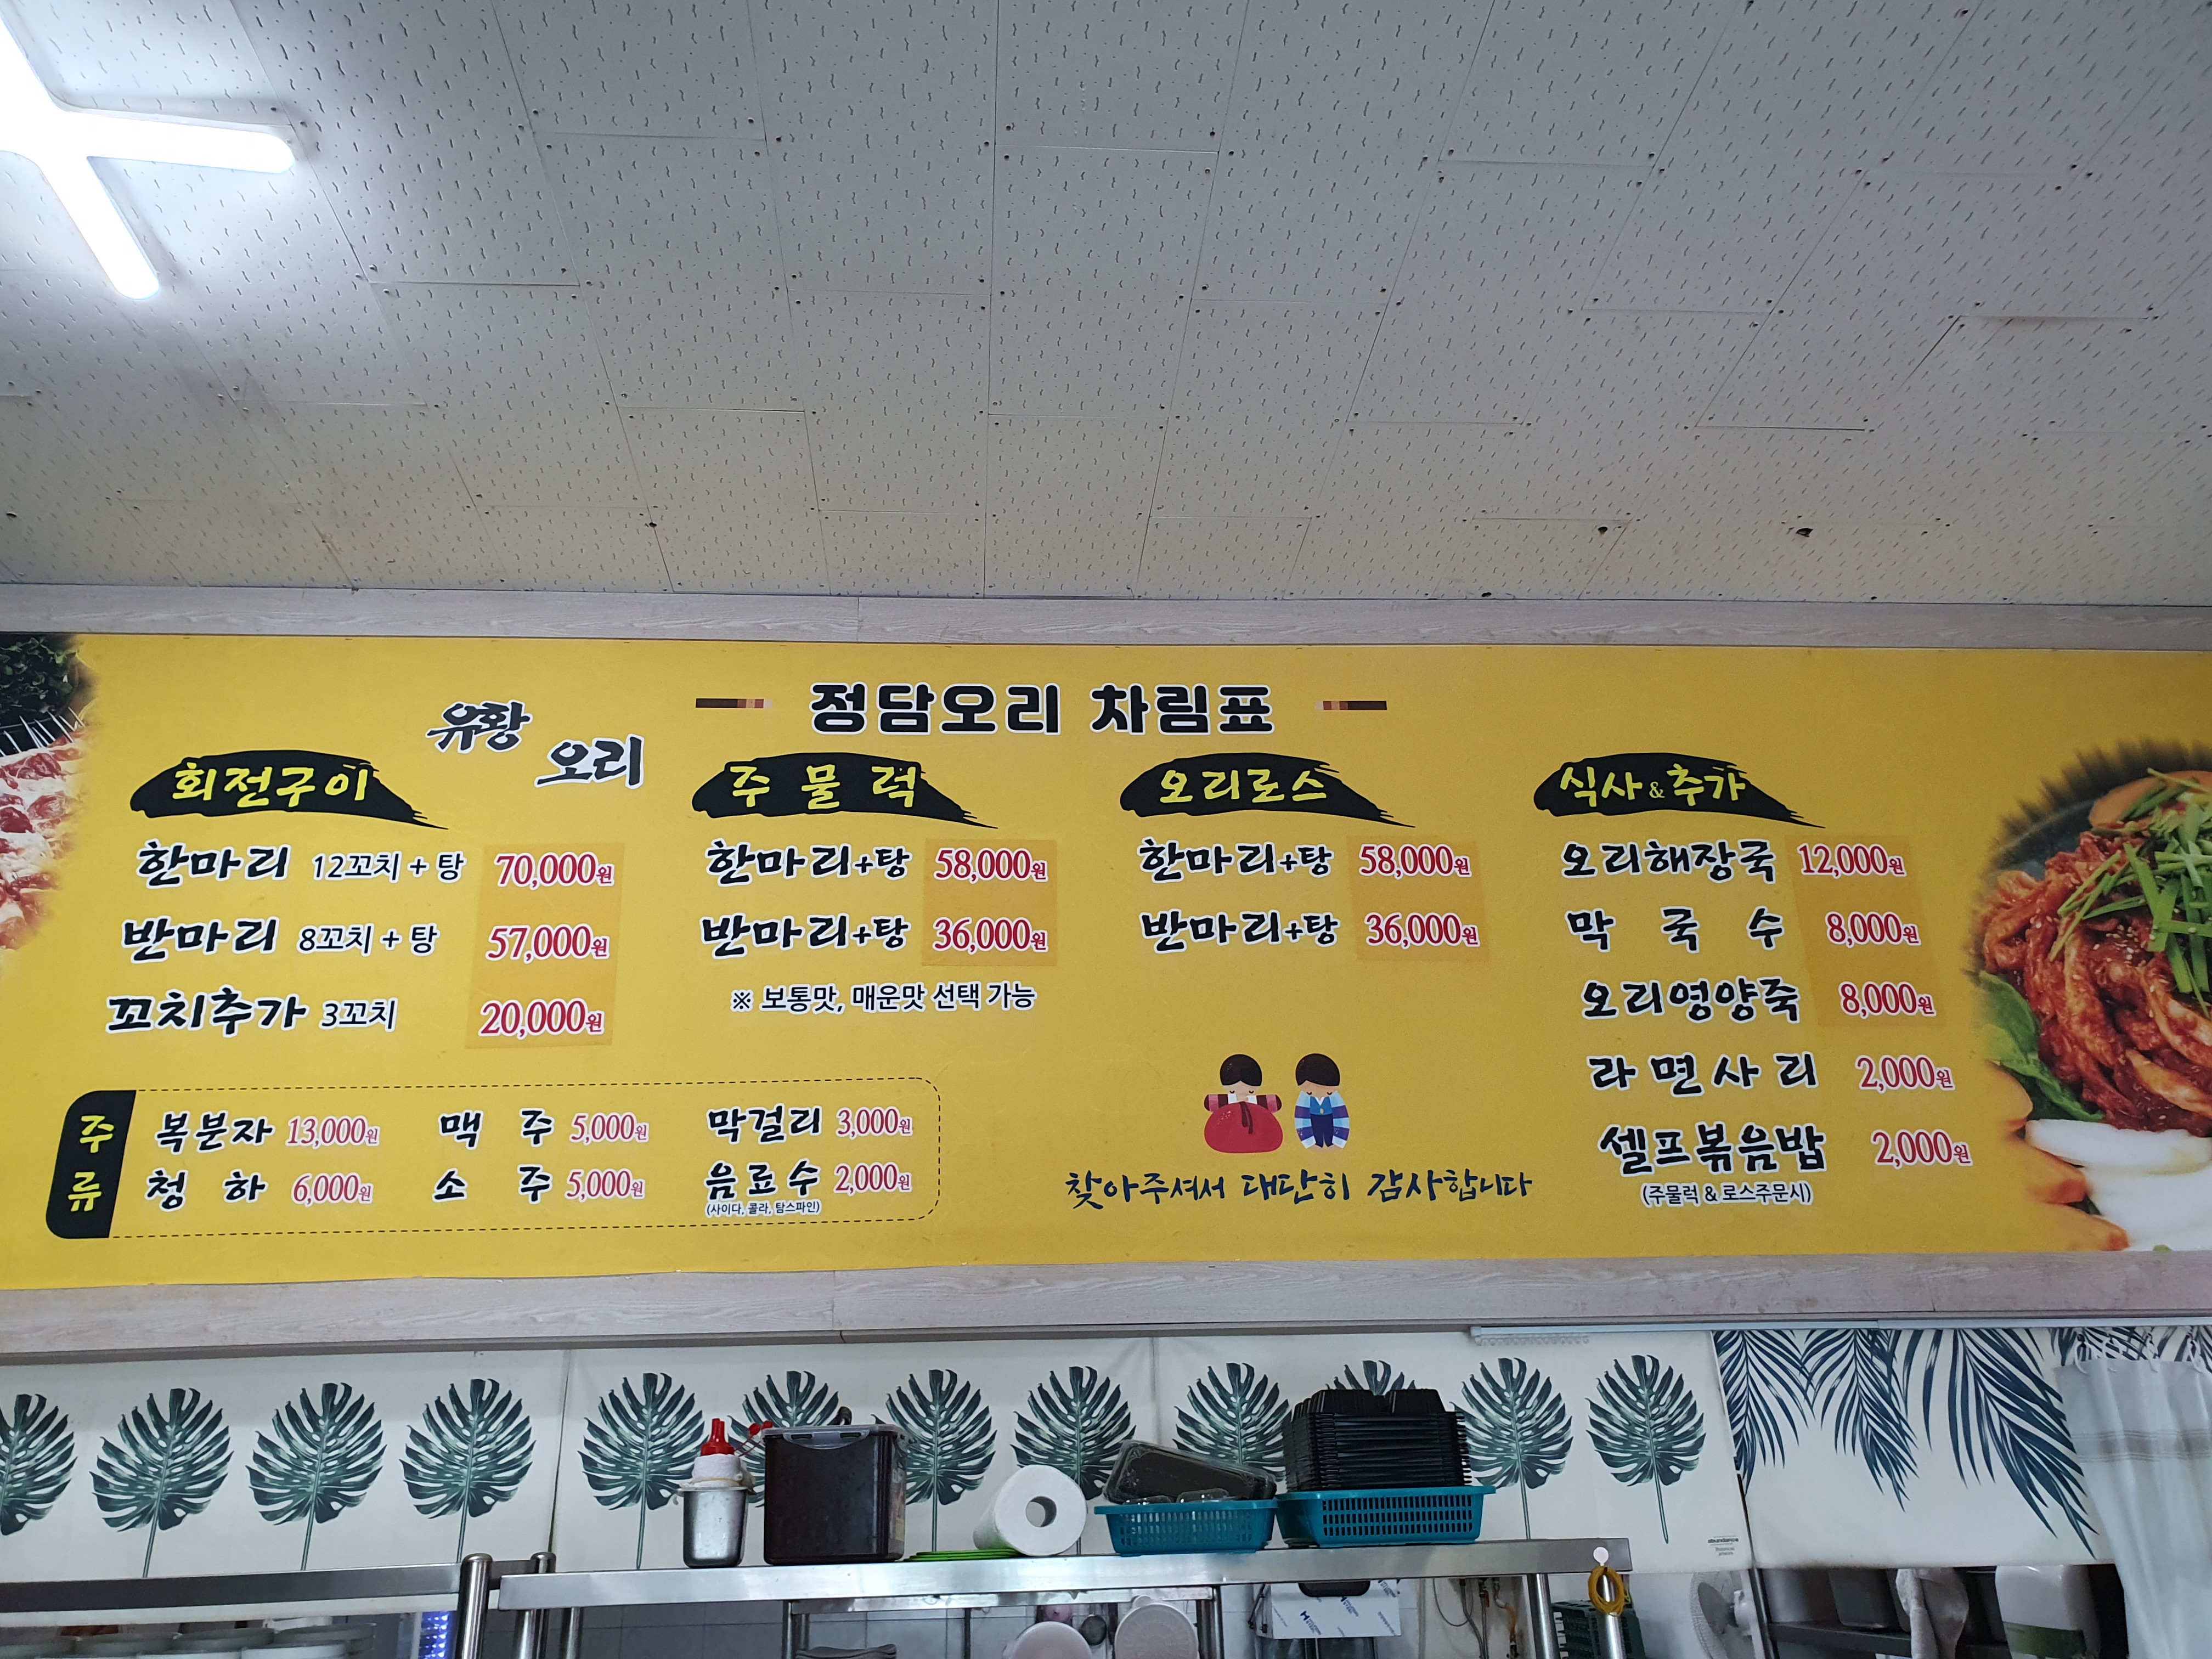 정담오리 차림표
유황
오리
회전구이
한마리 12꼬치 + 탕 70,000원
반마리 8꼬치 + 탕 57,000원
꼬치추가 3꼬치 20,000원
주물럭
한마리+탕 58,000원
반마리+탕 36,000원
※ 보통맛, 매운맛 선택 가능
오리로스
한마리+탕 58,000원
반마리+탕 36,000원
식사&추가
오리해장국 12,000원
막국수 8,000원
오리영양죽 8,000원
라면사리 2,000원
셀프볶음밥 2,000원
(주물럭 & 로스주문시)
주류
복분자 13,000원 맥주 5,000원 막걸리 3,000원
청하 6,000원 소주 5,000원 음료수 2,000원
(사이다, 콜라, 탐스파인)
찾아주셔서 대단히 감사합니다